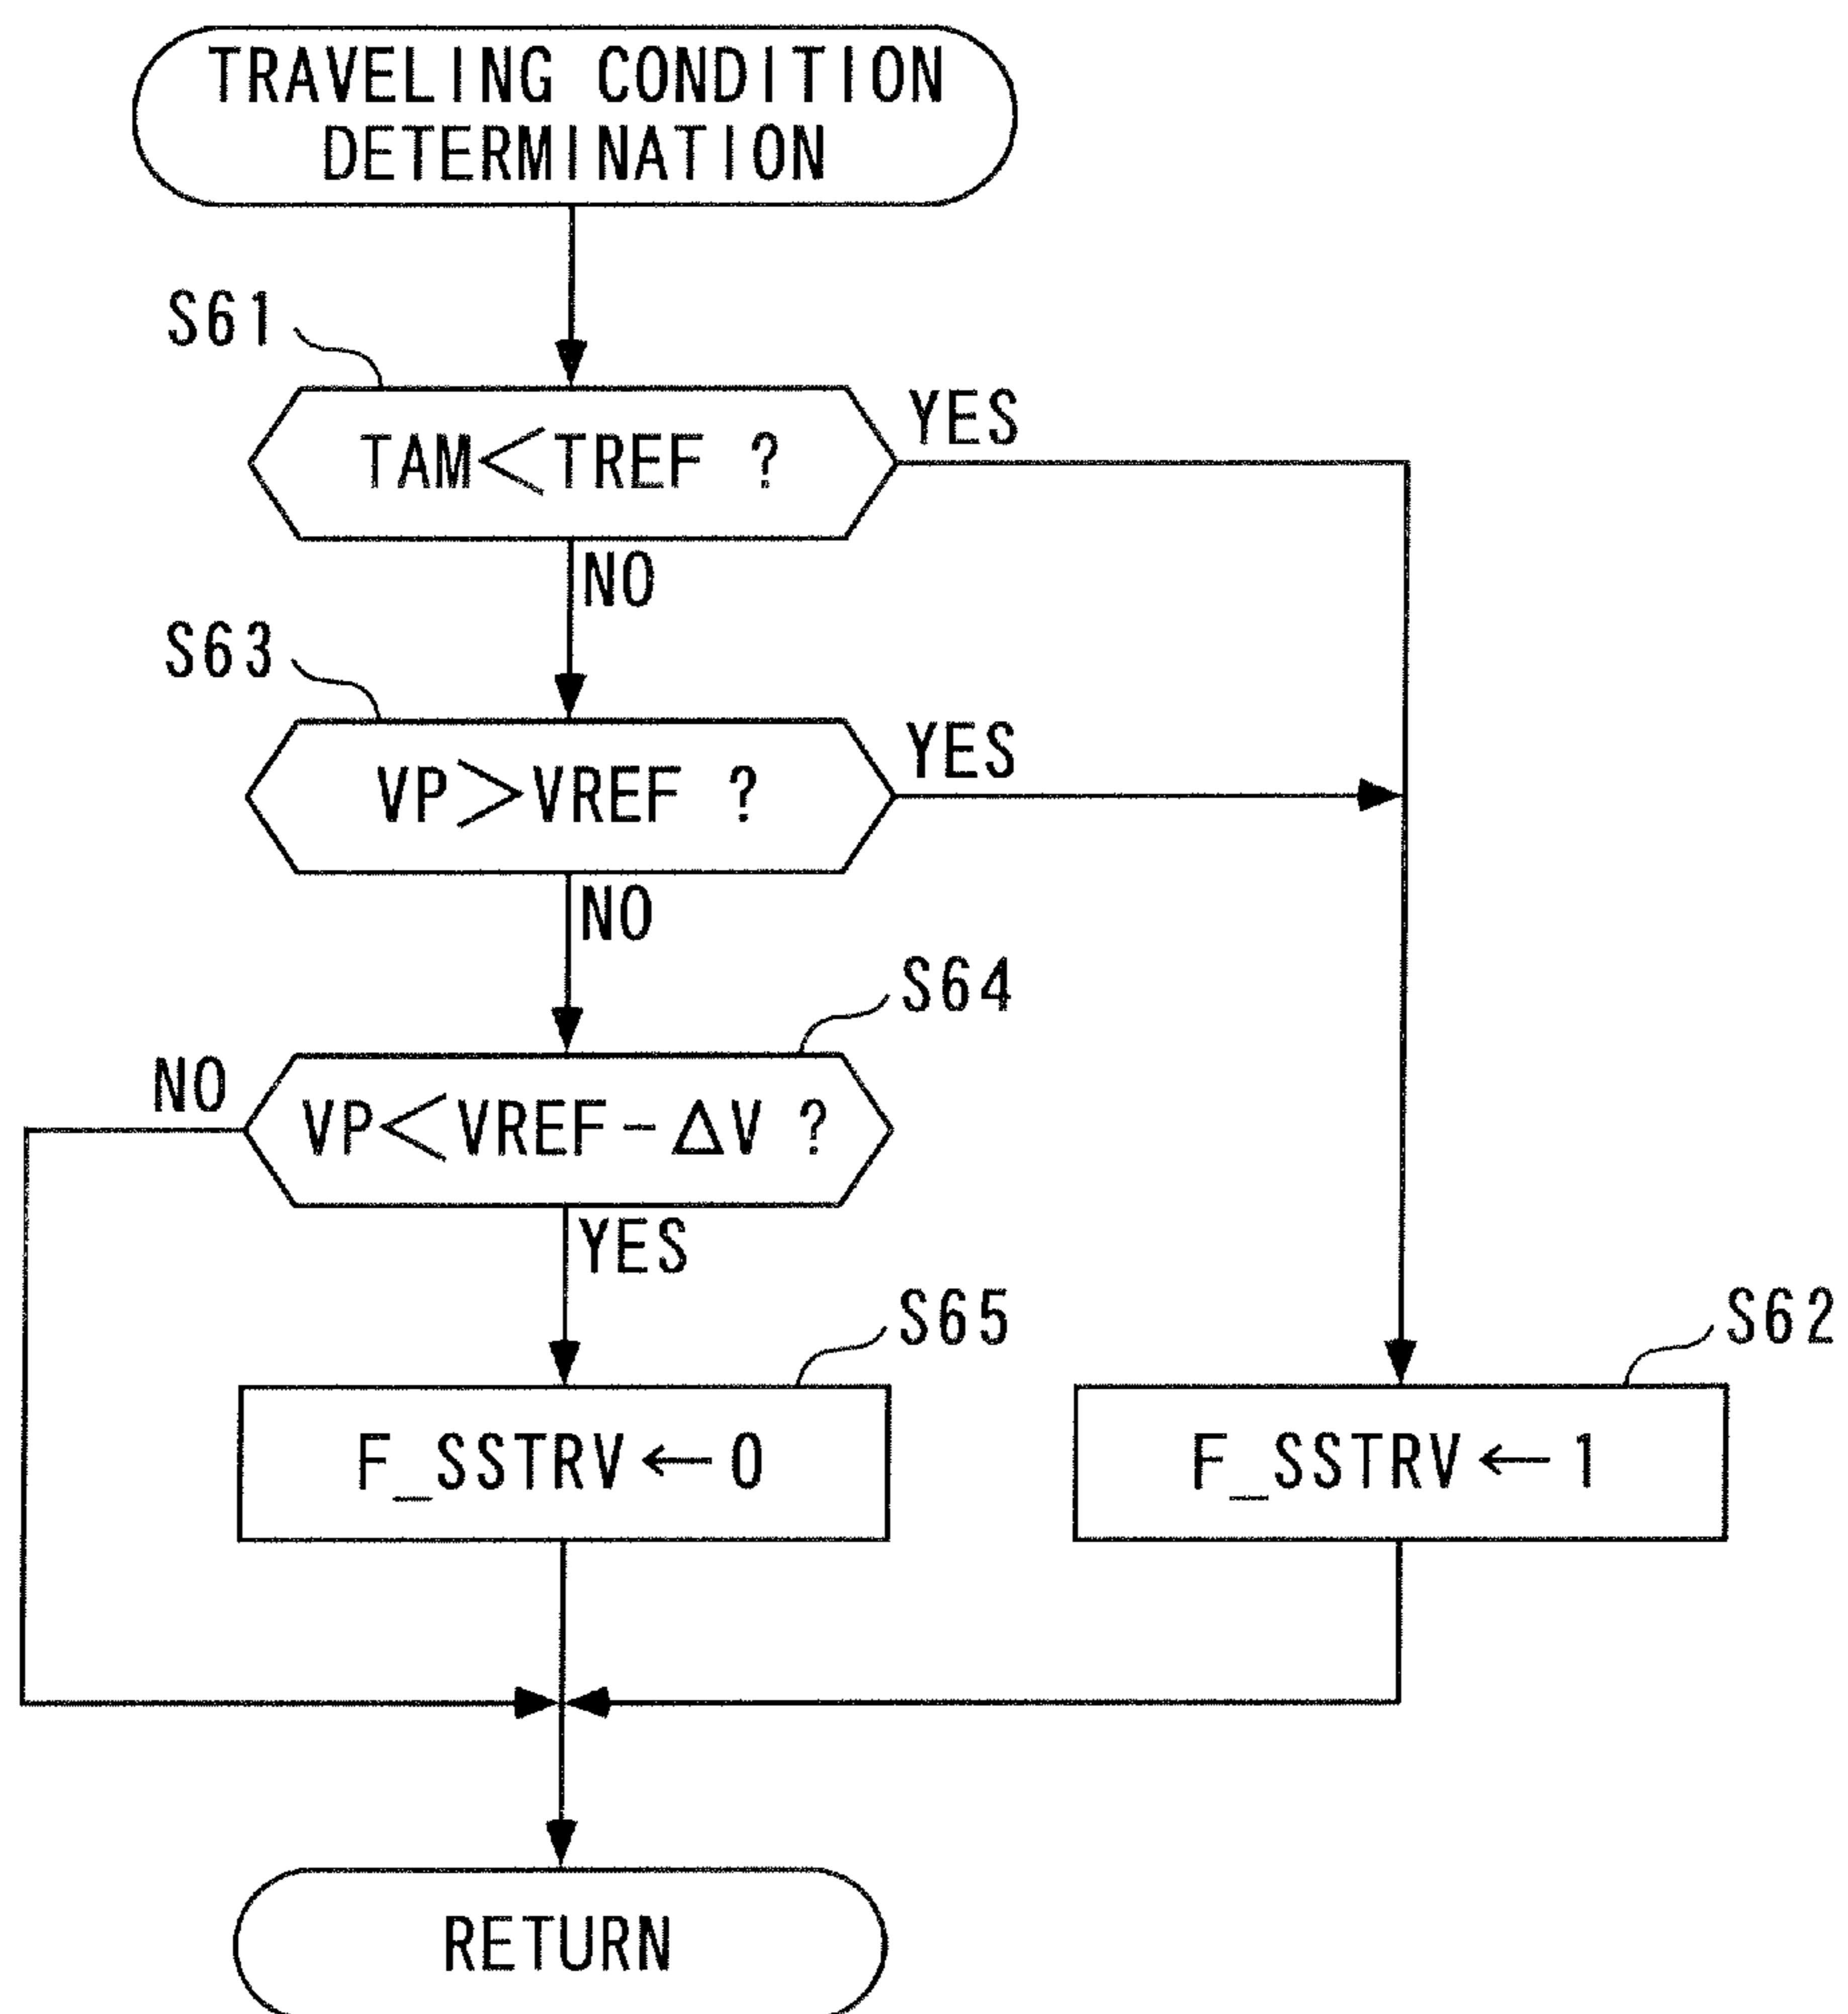 TRAVELING CONDITION
DETERMINATION
S61
TAM<TREF ?
YES
NO
S63
VP>VREF ?
YES
NO
S64
NO
VP<VREF-ΔV ?
YES
S65
S62
F_SSTRV←0
F_SSTRV←1
RETURN